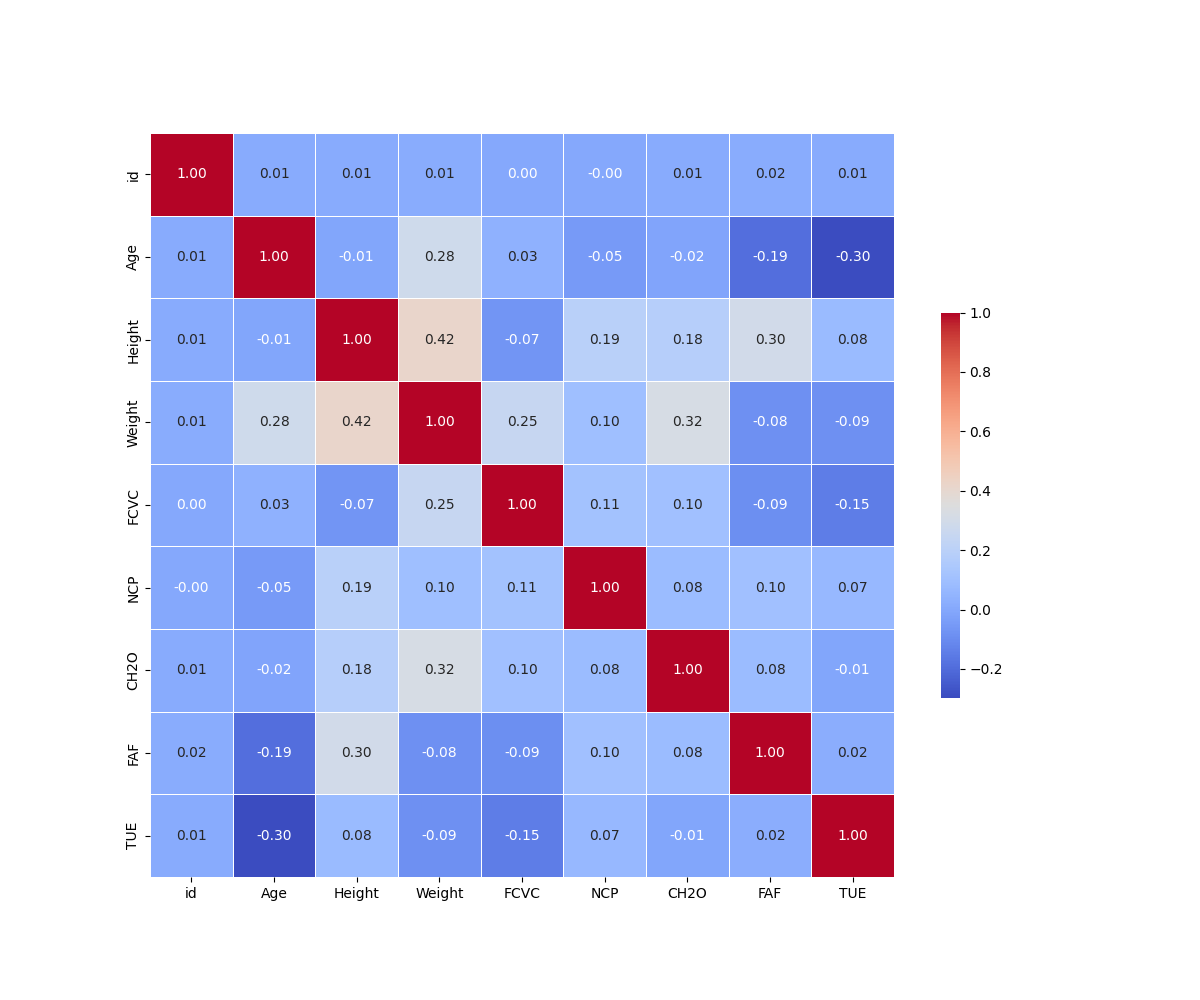 id 1.00 0.01 0.01 0.01 0.00 -0.00 0.01 0.02 0.01
Age 0.01 1.00 -0.01 0.28 0.03 -0.05 -0.02 -0.19 -0.30
Height 0.01 -0.01 1.00 0.42 -0.07 0.19 0.18 0.30 0.08
Weight 0.01 0.28 0.42 1.00 0.25 0.10 0.32 -0.08 -0.09
FCVC 0.00 0.03 -0.07 0.25 1.00 0.11 0.10 -0.09 -0.15
NCP -0.00 -0.05 0.19 0.10 0.11 1.00 0.08 0.10 0.07
CH2O 0.01 -0.02 0.18 0.32 0.10 0.08 1.00 0.08 -0.01
FAF 0.02 -0.19 0.30 -0.08 -0.09 0.10 0.08 1.00 0.02
TUE 0.01 -0.30 0.08 -0.09 -0.15 0.07 -0.01 0.02 1.00
id Age Height Weight FCVC NCP CH2O FAF TUE
1.0
0.8
0.6
0.4
0.2
0.0
−0.2